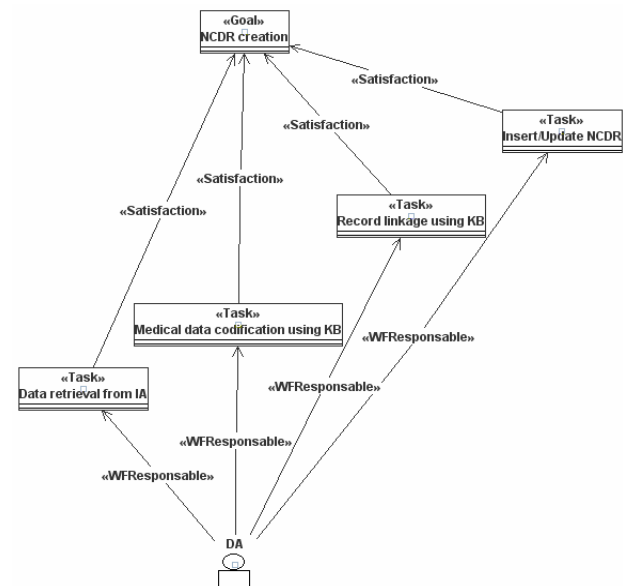 «Goal»
NCDR creation
«Satisfaction»
«Task»
Insert/Update NCDR
«Satisfaction»
«Satisfaction»
«Task»
Record linkage using KB
«Satisfaction»
«Task»
Medical data codification using KB
«WFResponsable»
«Task»
Data retrieval from IA
«WFResponsable»
«WFResponsable»
«WFResponsable»
DA